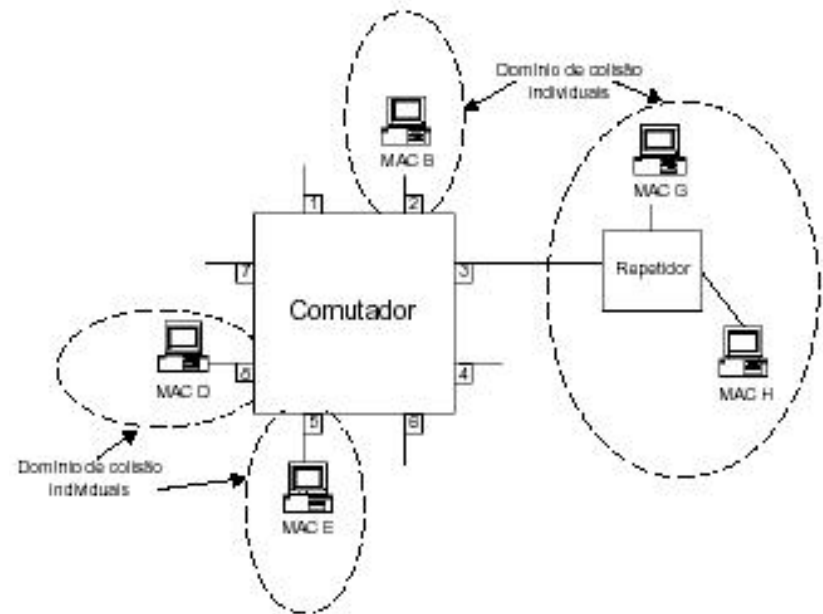 Domínio de colisão
individuais
MAC B
MAC G
1
2
7
3
Repetidor
Comutador
MAC D
4
MAC H
5
6
Domínio de colisão
individuais
MAC E